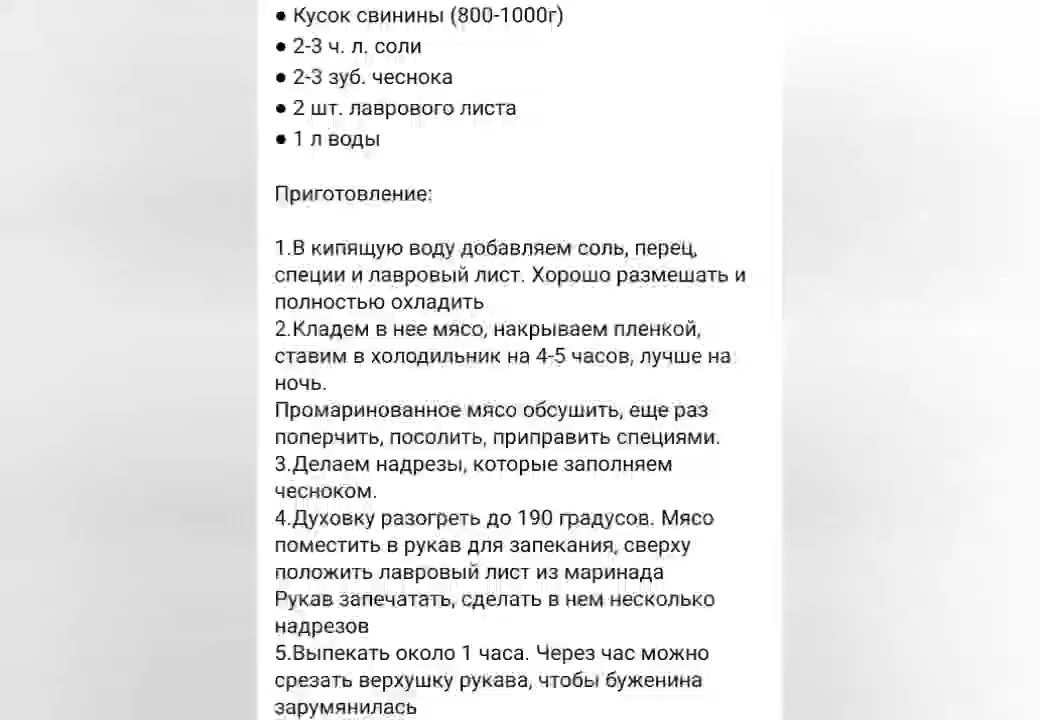 ● Кусок свинины (800-1000г)
● 2-3 ч. л. соли
● 2-3 зуб. чеснока
● 2 шт. лаврового листа
● 1 л воды
Приготовление:
1.В кипящую воду добавляем соль, перец,
специи и лавровый лист. Хорошо размешать и
полностью охладить
2.Кладем в нее мясо, накрываем пленкой,
ставим в холодильник на 4-5 часов, лучше на
ночь.
Промаринованное мясо обсушить, еще раз
поперчить, посолить, приправить специями.
3.Делаем надрезы, которые заполняем
чесноком.
4.Духовку разогреть до 190 градусов. Мясо
поместить в рукав для запекания, сверху
положить лавровый лист из маринада
Рукав запечатать, сделать в нем несколько
надрезов
5.Выпекать около 1 часа. Через час можно
срезать верхушку рукава, чтобы буженина
зарумянилась